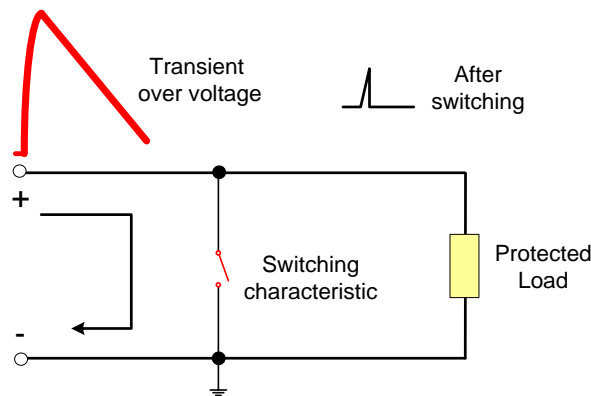 Transient
over voltage
After
switching
+
Switching
characteristic
Protected
Load
-